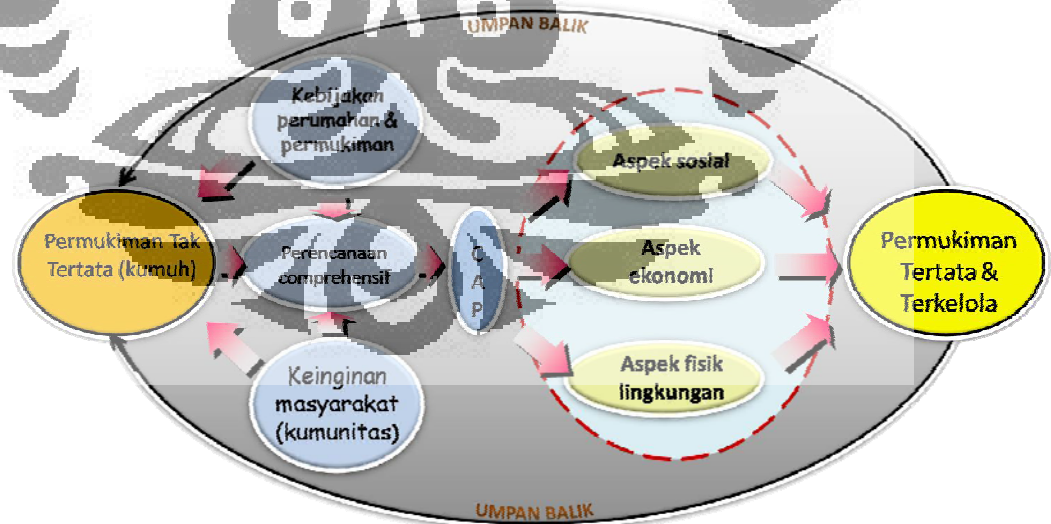 UMPAN BALIK
Kebijakan
perumahan &
permukiman
Permukiman Tak
Tertata (kumuh)
Perencanaan
comprehensif
C
A
P
Keinginan
masyarakat
(kumunitas)
Aspek sosial
Aspek
ekonomi
Aspek fisik
lingkungan
Permukiman
Tertata &
Terkelola
UMPAN BALIK